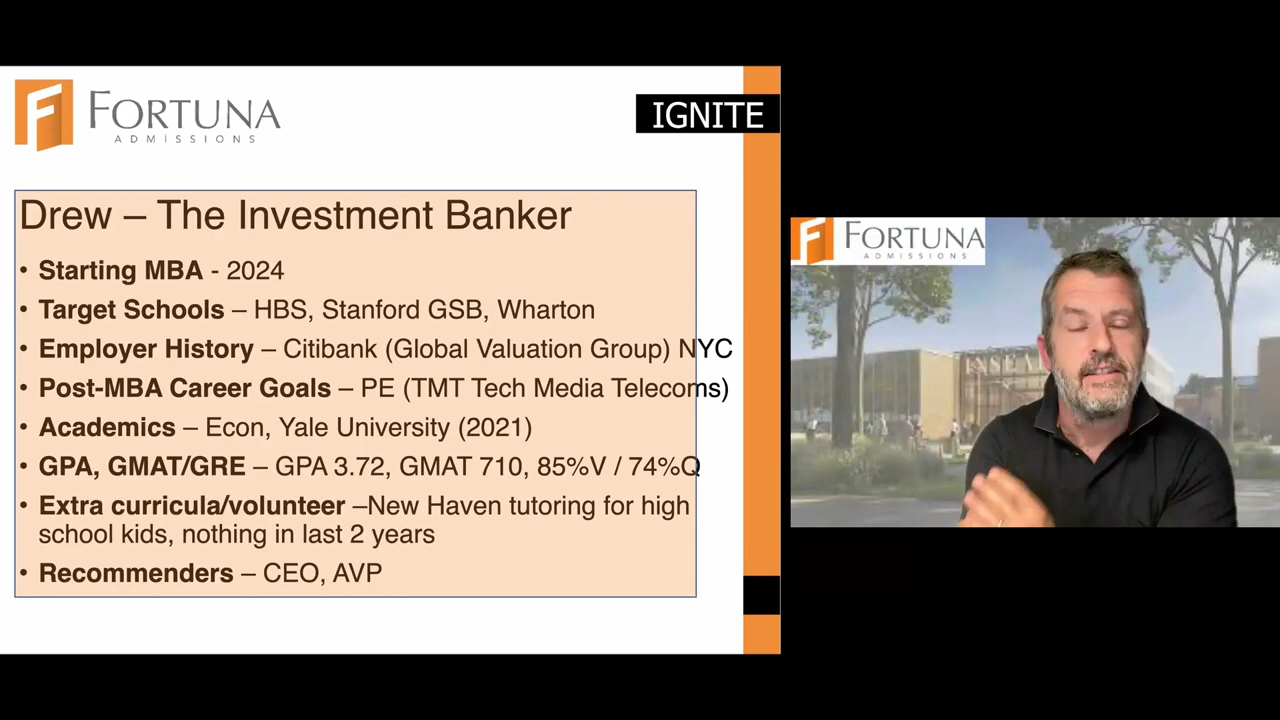 FORTUNA
ADMISSIONS
IGNITE
Drew – The Investment Banker
• Starting MBA - 2024
• Target Schools – HBS, Stanford GSB, Wharton
• Employer History – Citibank (Global Valuation Group) NYC
• Post-MBA Career Goals – PE (TMT Tech Media Telecoms)
• Academics – Econ, Yale University (2021)
• GPA, GMAT/GRE – GPA 3.72, GMAT 710, 85%V / 74%Q
• Extra curricula/volunteer –New Haven tutoring for high
school kids, nothing in last 2 years
• Recommenders – CEO, AVP
FORTUNA
ADMISSIONS